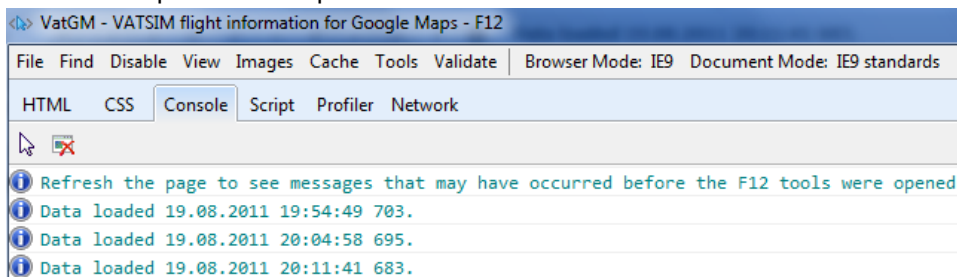 VatGM - VATSIM flight information for Google Maps - F12
File Find Disable View Images Cache Tools Validate Browser Mode: IE9 Document Mode: IE9 standards
HTML CSS Console Script Profiler Network
Refresh the page to see messages that may have occurred before the F12 tools were opened
Data loaded 19.08.2011 19:54:49 703.
Data loaded 19.08.2011 20:04:58 695.
Data loaded 19.08.2011 20:11:41 683.